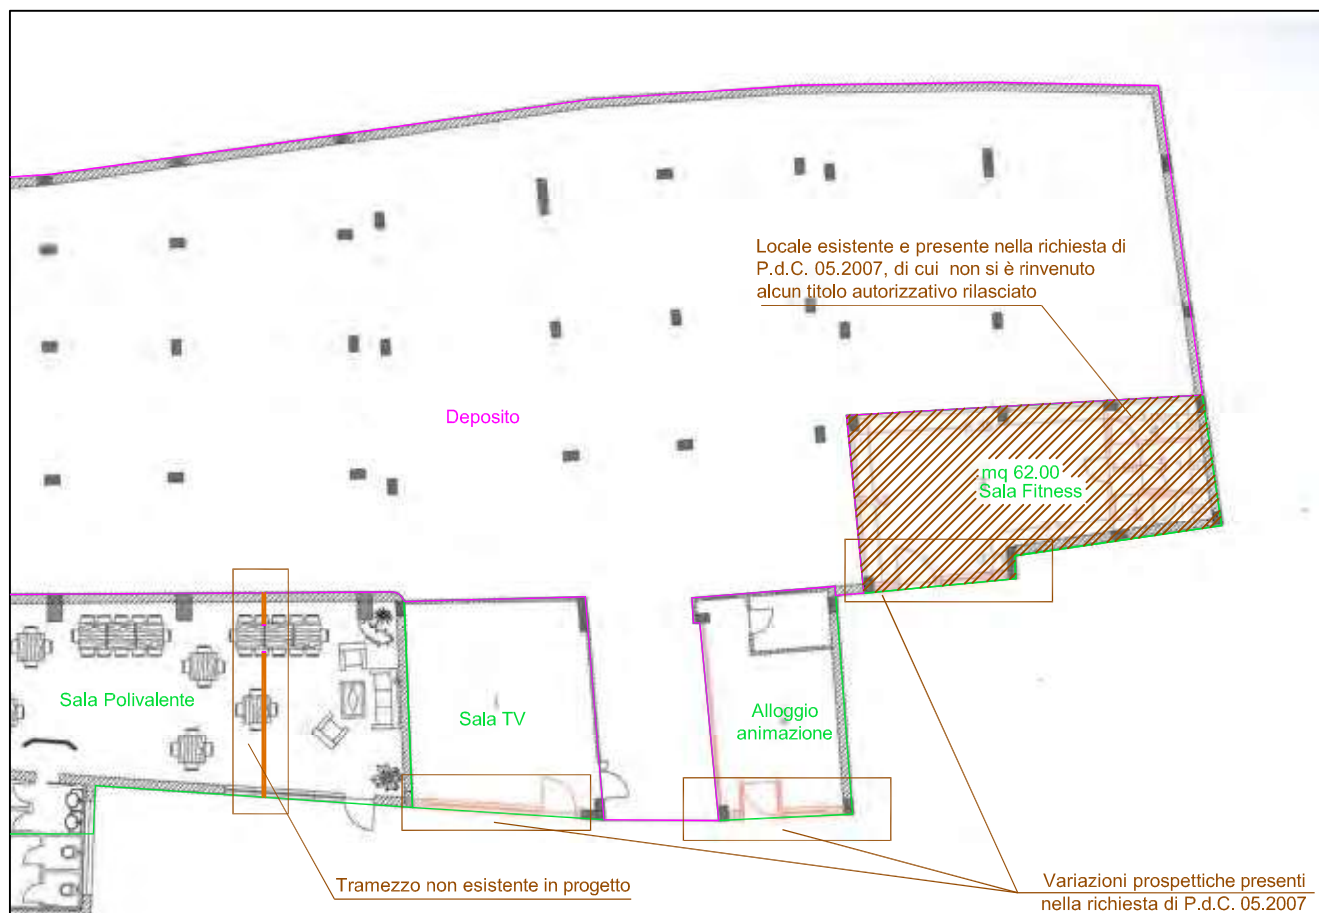 Locale esistente e presente nella richiesta di
P.d.C. 05.2007, di cui non si è rinvenuto
alcun titolo autorizzativo rilasciato
Deposito
mq 62.00
Sala Fitness
Sala Polivalente
Sala TV
Alloggio
animazione
Tramezzo non esistente in progetto
Variazioni prospettiche presenti
nella richiesta di P.d.C. 05.2007